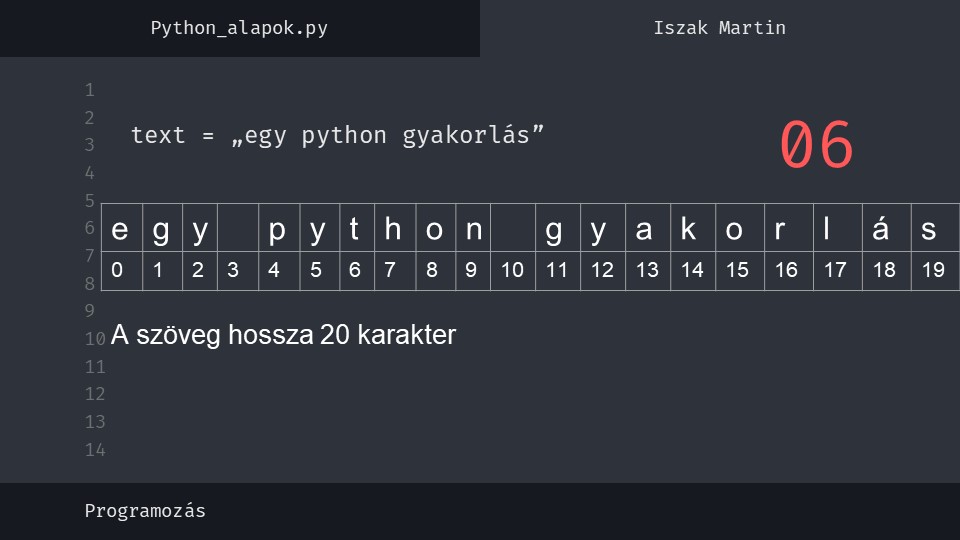 Python_alapok.py
Iszak Martin
1
2
3
4
5
6
7
8
9
10
11
12
13
14
text = „egy python gyakorlás”
06
e g y p y t h o n g y a k o r l á s
0 1 2 3 4 5 6 7 8 9 10 11 12 13 14 15 16 17 18 19
A szöveg hossza 20 karakter
Programozás